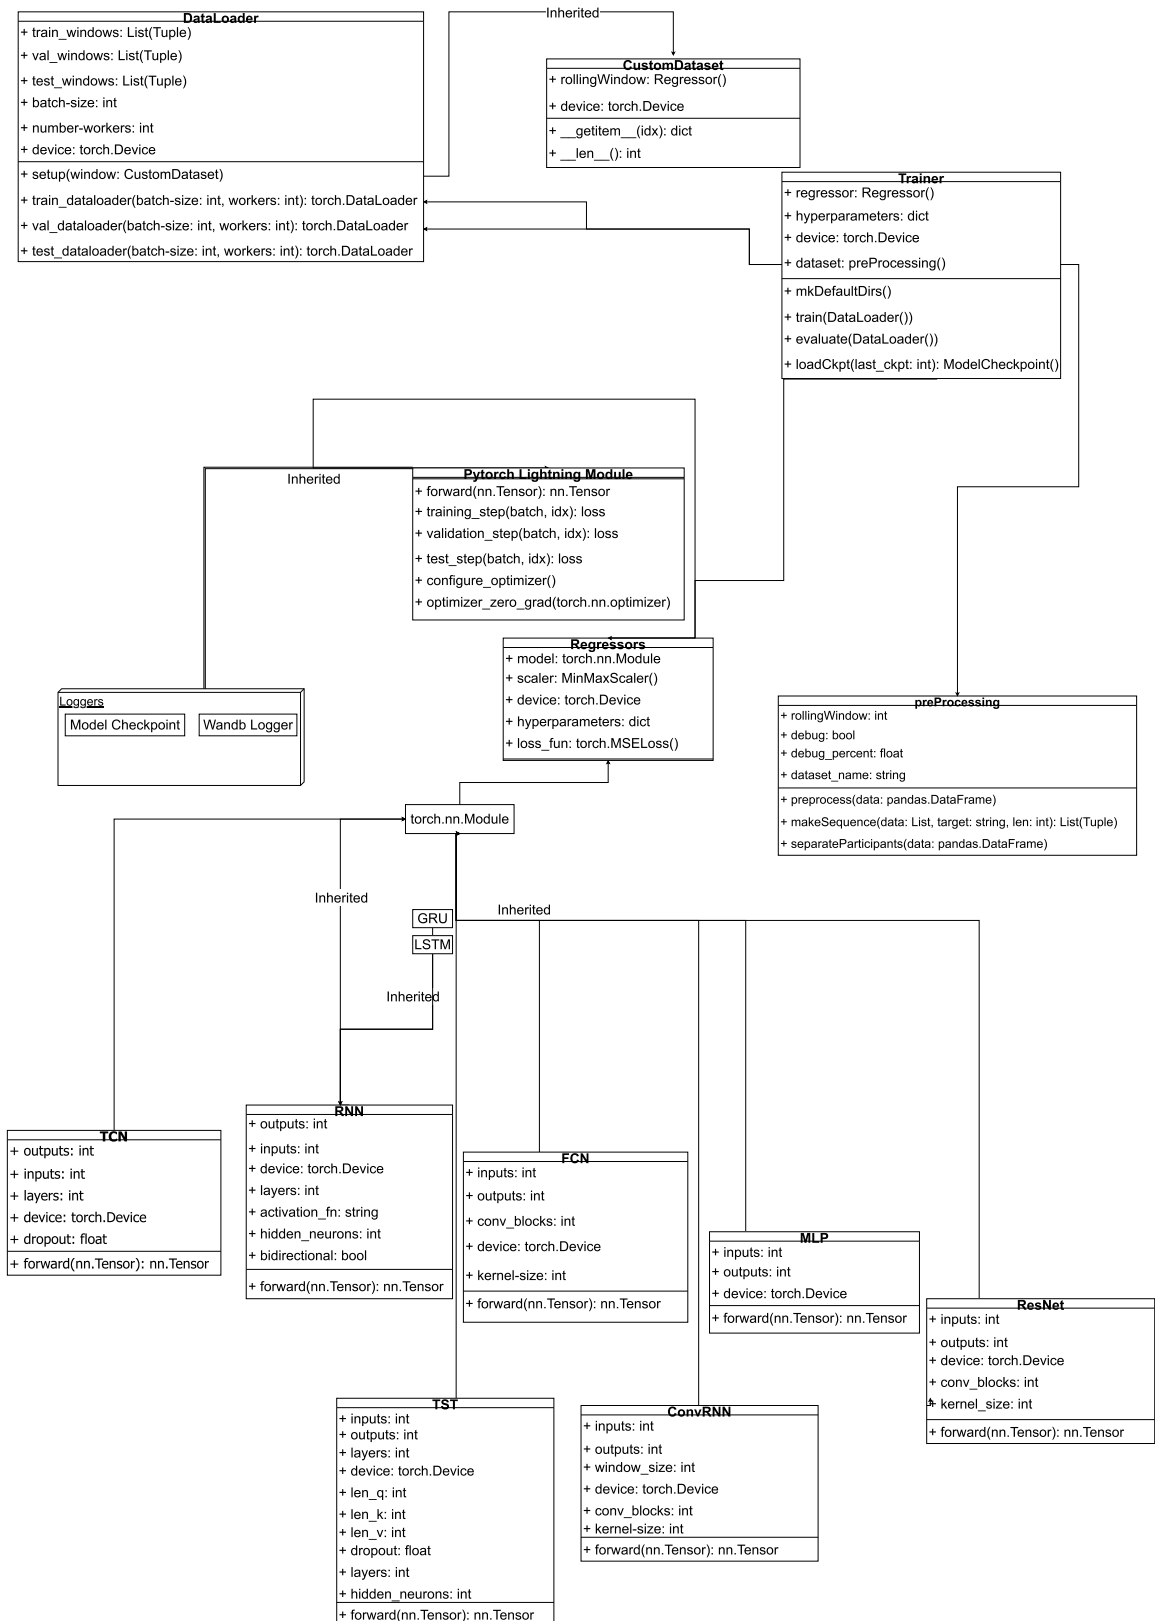 DataLoader
+ train_windows: List(Tuple)
+ val_windows: List(Tuple)
+ test_windows: List(Tuple)
+ batch-size: int
+ number-workers: int
+ device: torch.Device
+ setup(window: CustomDataset)
+ train_dataloader(batch-size: int, workers: int): torch.DataLoader
+ val_dataloader(batch-size: int, workers: int): torch.DataLoader
+ test_dataloader(batch-size: int, workers: int): torch.DataLoader
Inherited
CustomDataset
+ rollingWindow: Regressor()
+ device: torch.Device
+ __getitem__(idx): dict
+ __len__(): int
Trainer
+ regressor: Regressor()
+ hyperparameters: dict
+ device: torch.Device
+ dataset: preProcessing()
+ mkDefaultDirs()
+ train(DataLoader())
+ evaluate(DataLoader())
+ loadCkpt(last_ckpt: int): ModelCheckpoint()
Inherited
Pytorch Lightning Module
+ forward(nn.Tensor): nn.Tensor
+ training_step(batch, idx): loss
+ validation_step(batch, idx): loss
+ test_step(batch, idx): loss
+ configure_optimizer()
+ optimizer_zero_grad(torch.nn.optimizer)
Regressors
+ model: torch.nn.Module
+ scaler: MinMaxScaler()
+ device: torch.Device
+ hyperparameters: dict
+ loss_fun: torch.MSELoss()
Loggers
Model Checkpoint
Wandb Logger
preProcessing
+ rollingWindow: int
+ debug: bool
+ debug_percent: float
+ dataset_name: string
+ preprocess(data: pandas.DataFrame)
+ makeSequence(data: List, target: string, len: int): List(Tuple)
+ separateParticipants(data: pandas.DataFrame)
torch.nn.Module
Inherited
GRU
LSTM
Inherited
Inherited
TCN
+ outputs: int
+ inputs: int
+ layers: int
+ device: torch.Device
+ dropout: float
+ forward(nn.Tensor): nn.Tensor
RNN
+ outputs: int
+ inputs: int
+ device: torch.Device
+ layers: int
+ activation_fn: string
+ hidden_neurons: int
+ bidirectional: bool
+ forward(nn.Tensor): nn.Tensor
FCN
+ inputs: int
+ outputs: int
+ conv_blocks: int
+ device: torch.Device
+ kernel-size: int
+ forward(nn.Tensor): nn.Tensor
MLP
+ inputs: int
+ outputs: int
+ device: torch.Device
+ forward(nn.Tensor): nn.Tensor
ResNet
+ inputs: int
+ outputs: int
+ device: torch.Device
+ conv_blocks: int
+ kernel_size: int
+ forward(nn.Tensor): nn.Tensor
TST
+ inputs: int
+ outputs: int
+ layers: int
+ device: torch.Device
+ len_q: int
+ len_k: int
+ len_v: int
+ dropout: float
+ layers: int
+ hidden_neurons: int
+ forward(nn.Tensor): nn.Tensor
ConvRNN
+ inputs: int
+ outputs: int
+ window_size: int
+ device: torch.Device
+ conv_blocks: int
+ kernel-size: int
+ forward(nn.Tensor): nn.Tensor